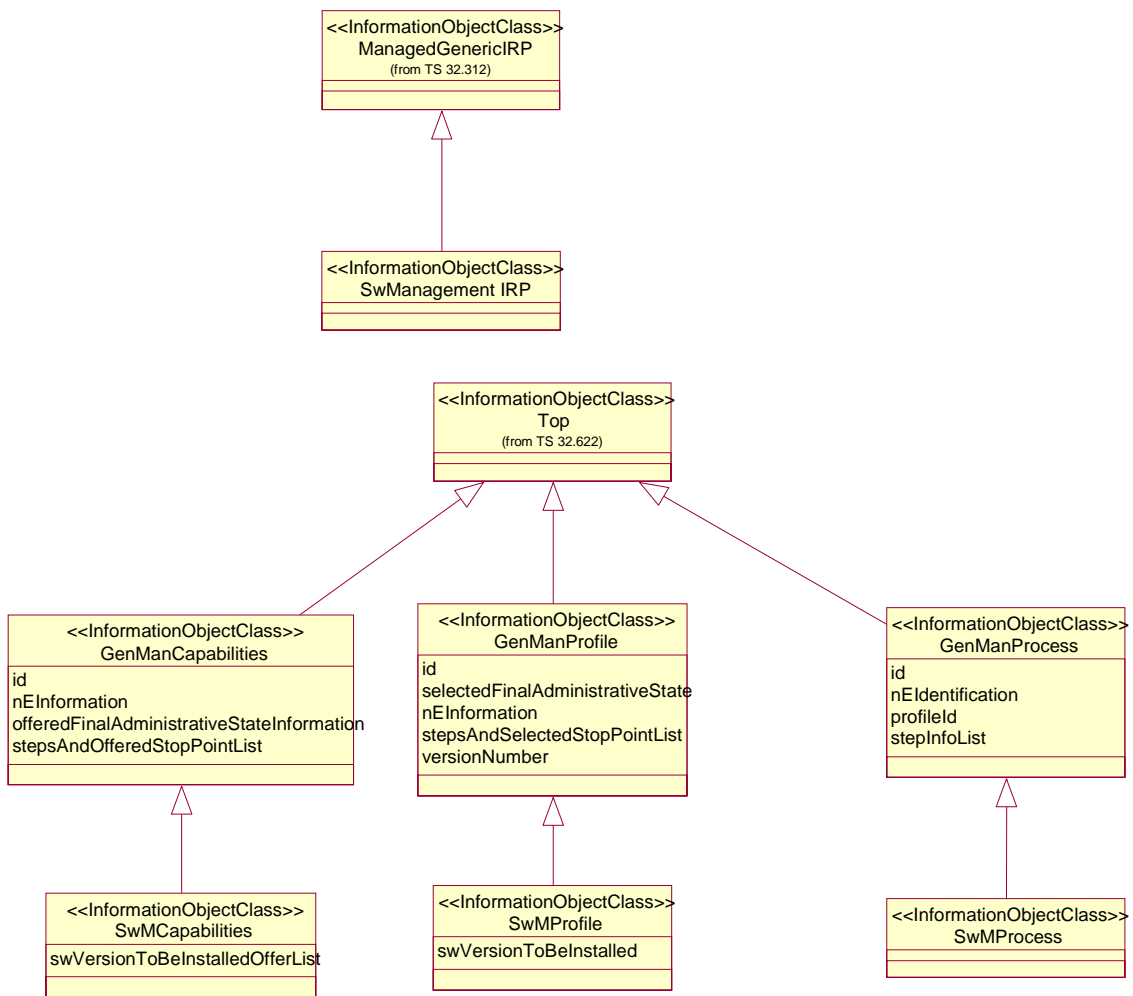 <<InformationObjectClass>>
ManagedGenericIRP
(from TS 32.312)
<<InformationObjectClass>>
SwManagement IRP
<<InformationObjectClass>>
Top
(from TS 32.622)
<<InformationObjectClass>>
GenManCapabilities
id
nEInformation
offeredFinalAdministrativeStateInformation
stepsAndOfferedStopPointList
<<InformationObjectClass>>
GenManProfile
id
selectedFinalAdministrativeState
nEInformation
stepsAndSelectedStopPointList
versionNumber
<<InformationObjectClass>>
GenManProcess
id
nEIdentification
profileId
stepInfoList
<<InformationObjectClass>>
SwMCapabilities
swVersionToBeInstalledOfferList
<<InformationObjectClass>>
SwMProfile
swVersionToBeInstalled
<<InformationObjectClass>>
SwMProcess